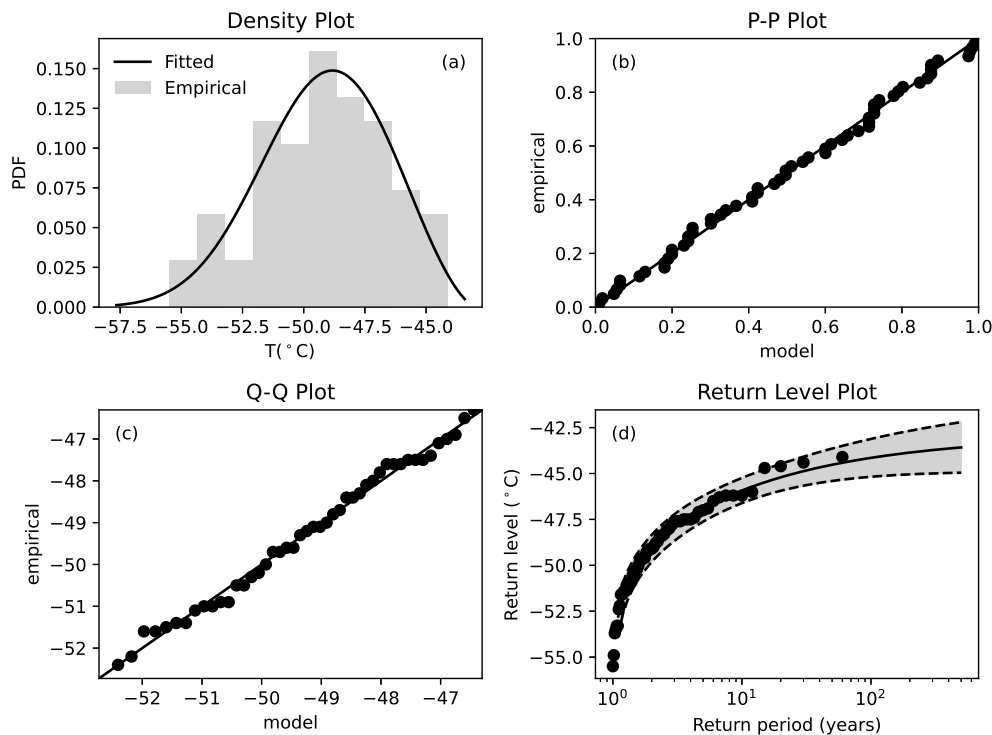 Density Plot
Fitted
Empirical
(a)
0.150
0.125
0.100
0.075
0.050
0.025
0.000
PDF
−57.5 −55.0 −52.5 −50.0 −47.5 −45.0
T(°C)
P-P Plot
(b)
1.0
0.8
0.6
0.4
0.2
0.0
empirical
0.0 0.2 0.4 0.6 0.8 1.0
model
Q-Q Plot
(c)
−47
−48
−49
−50
−51
−52
empirical
−52 −51 −50 −49 −48 −47
model
Return Level Plot
(d)
−42.5
−45.0
−47.5
−50.0
−52.5
−55.0
Return level (°C)
10⁰ 10¹ 10²
Return period (years)